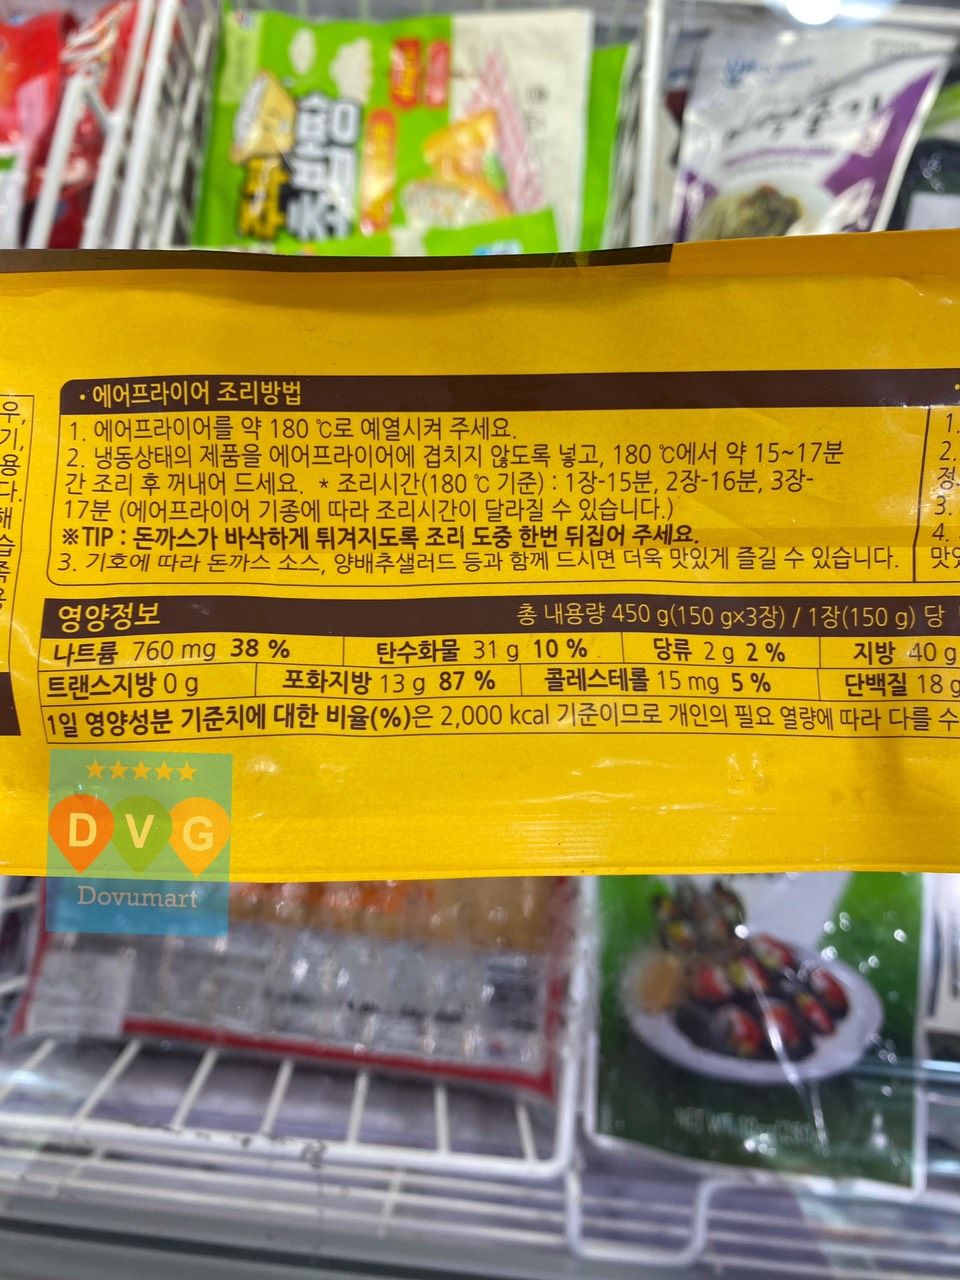 · 에어프라이어 조리방법
1. 에어프라이어를 약 180 ℃로 예열시켜 주세요.
2. 냉동상태의 제품을 에어프라이어에 겹치지 않도록 넣고, 180 ℃에서 약 15~17분
간 조리 후 꺼내어 드세요. * 조리시간(180 ℃ 기준) : 1장-15분, 2장-16분, 3장-
17분 (에어프라이어 기종에 따라 조리시간이 달라질 수 있습니다.)
※TIP : 돈까스가 바삭하게 튀겨지도록 조리 도중 한번 뒤집어 주세요.
3. 기호에 따라 돈까스 소스, 양배추샐러드 등과 함께 드시면 더욱 맛있게 즐길 수 있습니다.
1.
2.
3.
4.
영양정보 총 내용량 450 g(150 g×3장) / 1장(150 g) 당
나트륨 760 mg 38 % 탄수화물 31 g 10 % 당류 2 g 2 % 지방 40 g
트랜스지방 0 g 포화지방 13 g 87 % 콜레스테롤 15 mg 5 % 단백질 18 g
1일 영양성분 기준치에 대한 비율(%)은 2,000 kcal 기준이므로 개인의 필요 열량에 따라 다를 수
DVG
Dovumart